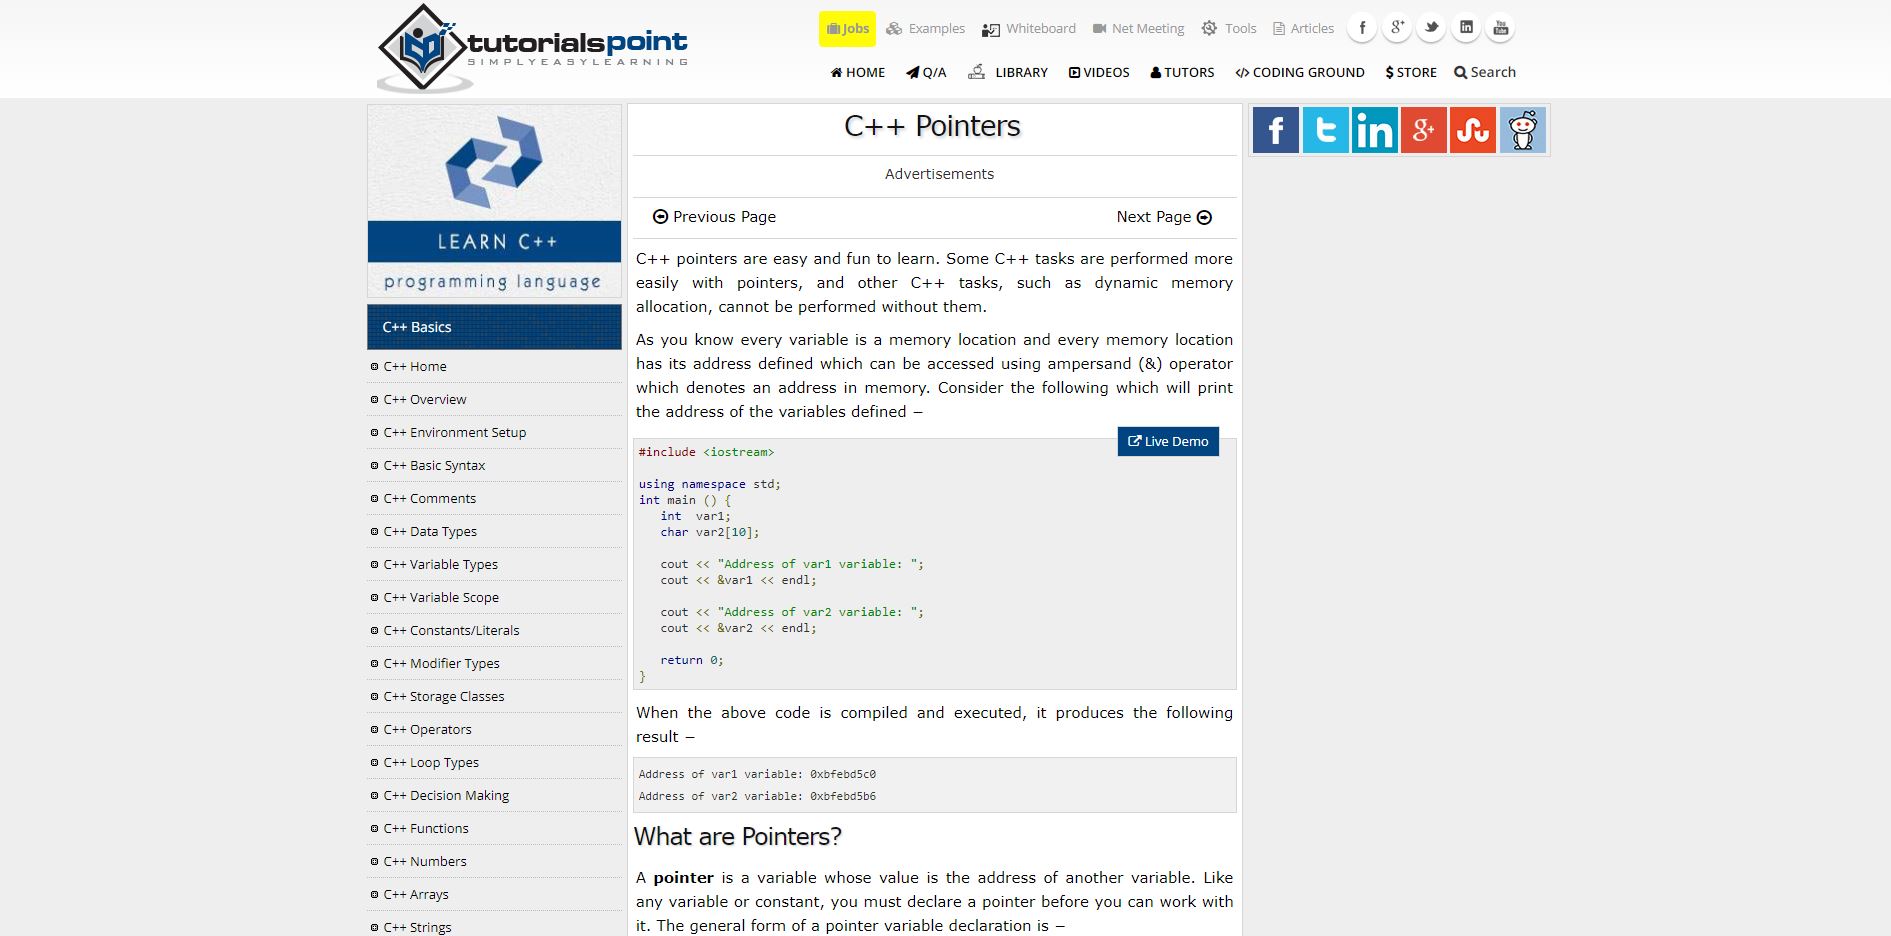 tutorialspoint
SIMPLYEASYLEARNING
Jobs Examples Whiteboard Net Meeting Tools Articles
HOME Q/A LIBRARY VIDEOS TUTORS CODING GROUND STORE Search
LEARN C++
programming language
C++ Basics
C++ Home
C++ Overview
C++ Environment Setup
C++ Basic Syntax
C++ Comments
C++ Data Types
C++ Variable Types
C++ Variable Scope
C++ Constants/Literals
C++ Modifier Types
C++ Storage Classes
C++ Operators
C++ Loop Types
C++ Decision Making
C++ Functions
C++ Numbers
C++ Arrays
C++ Strings
C++ Pointers
Advertisements
Previous Page Next Page
C++ pointers are easy and fun to learn. Some C++ tasks are performed more
easily with pointers, and other C++ tasks, such as dynamic memory
allocation, cannot be performed without them.
As you know every variable is a memory location and every memory location
has its address defined which can be accessed using ampersand (&) operator
which denotes an address in memory. Consider the following which will print
the address of the variables defined −
Live Demo
#include <iostream>
using namespace std;
int main () {
int  var1;
char var2[10];
cout << "Address of var1 variable: ";
cout << &var1 << endl;
cout << "Address of var2 variable: ";
cout << &var2 << endl;
return 0;
}
When the above code is compiled and executed, it produces the following
result −
Address of var1 variable: 0xbfebd5c0
Address of var2 variable: 0xbfebd5b6
What are Pointers?
A pointer is a variable whose value is the address of another variable. Like
any variable or constant, you must declare a pointer before you can work with
it. The general form of a pointer variable declaration is −